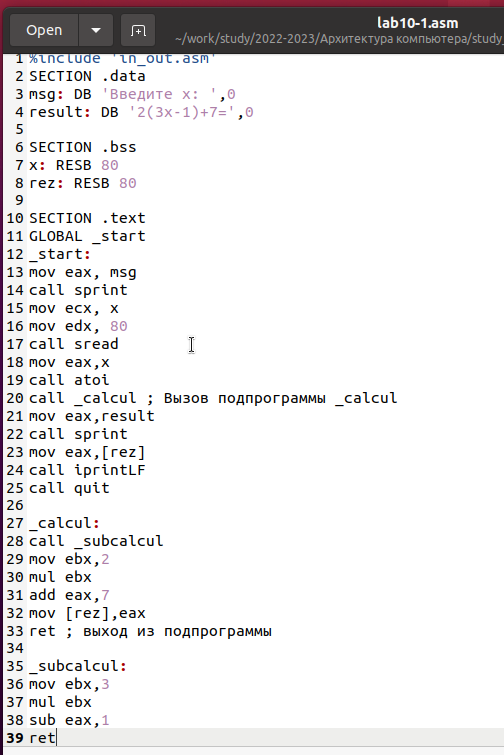 Open
lab10-1.asm
~/work/study/2022-2023/Архитектура компьютера/study_
1 %include 'in_out.asm'
2 SECTION .data
3 msg: DB 'Введите x: ',0
4 result: DB '2(3x-1)+7=',0
5
6 SECTION .bss
7 x: RESB 80
8 rez: RESB 80
9
10 SECTION .text
11 GLOBAL _start
12 _start:
13 mov eax, msg
14 call sprint
15 mov ecx, x
16 mov edx, 80
17 call sread
18 mov eax,x
19 call atoi
20 call _calcul ; Вызов подпрограммы _calcul
21 mov eax,result
22 call sprint
23 mov eax,[rez]
24 call iprintLF
25 call quit
26
27 _calcul:
28 call _subcalcul
29 mov ebx,2
30 mul ebx
31 add eax,7
32 mov [rez],eax
33 ret ; выход из подпрограммы
34
35 _subcalcul:
36 mov ebx,3
37 mul ebx
38 sub eax,1
39 ret